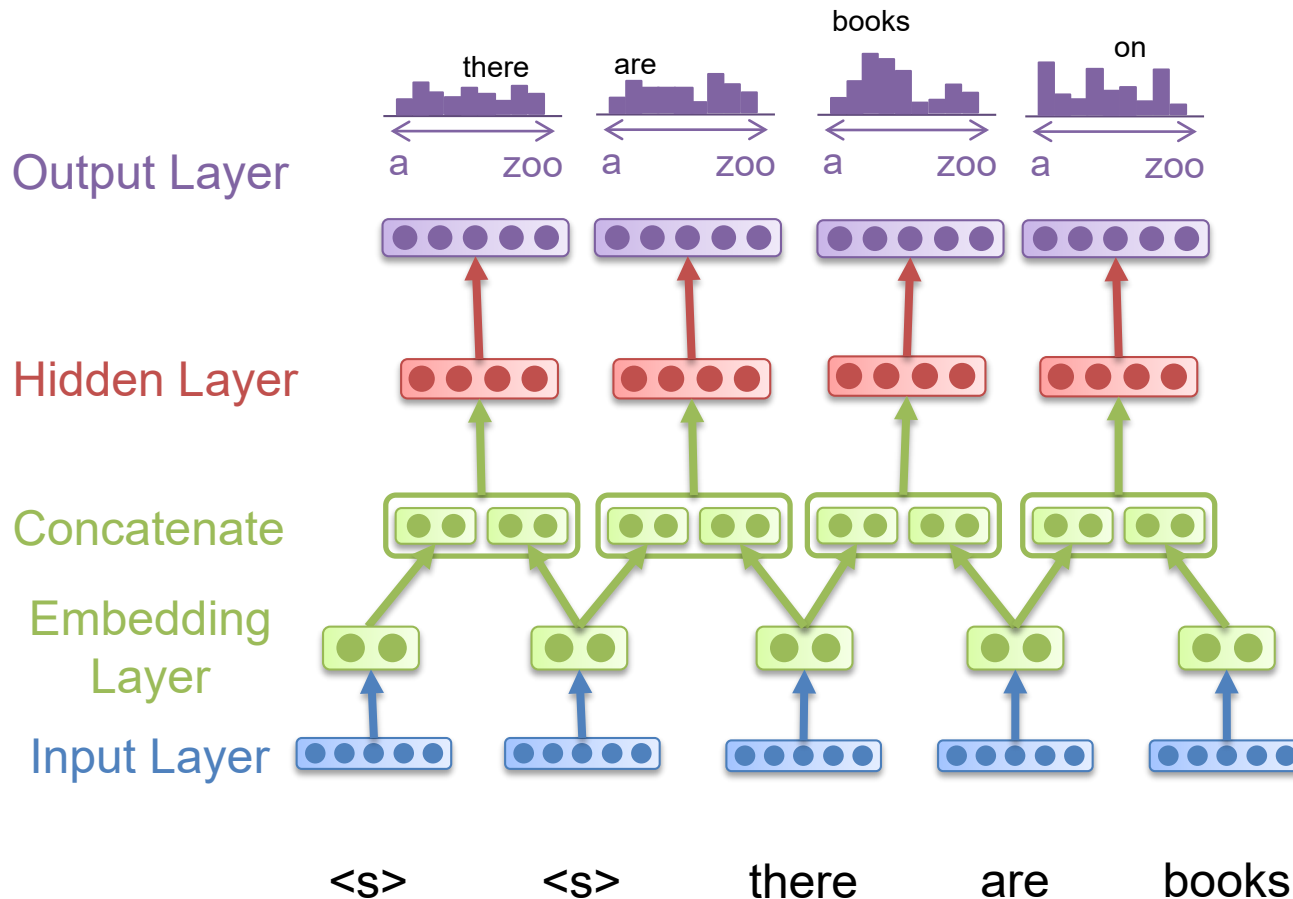 books
there
are
on
a
zoo
a
zoo
a
zoo
a
zoo
Output Layer
Hidden Layer
Concatenate
Embedding
Layer
Input Layer
<s>
<s>
there
are
books